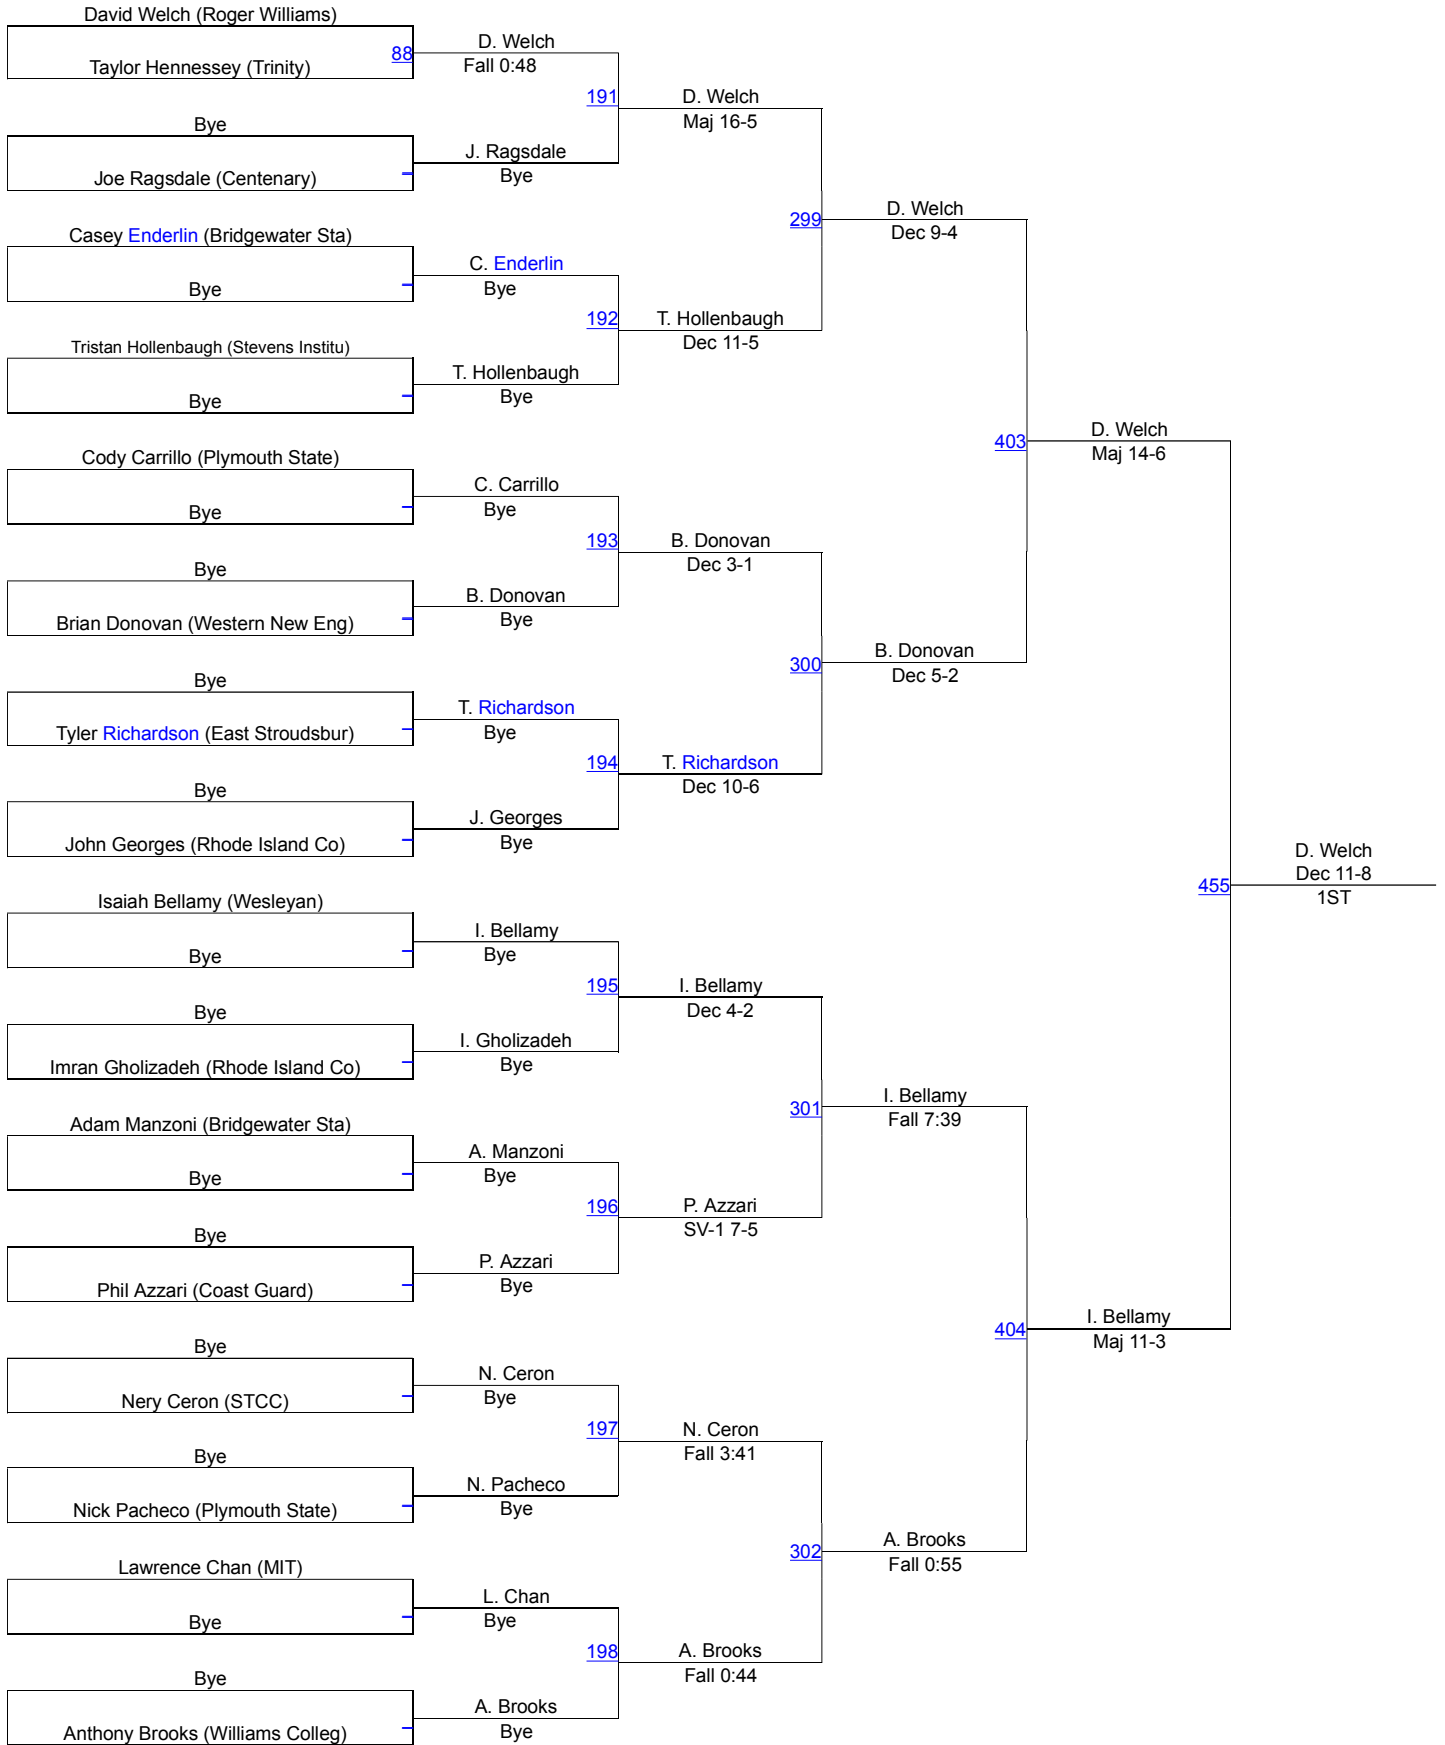 David Welch (Roger Williams)
88
Taylor Hennessey (Trinity)
Bye
Joe Ragsdale (Centenary)
Casey Enderlin (Bridgewater Sta)
Bye
Tristan Hollenbaugh (Stevens Institu)
Bye
Cody Carrillo (Plymouth State)
Bye
Bye
Brian Donovan (Western New Eng)
Bye
Tyler Richardson (East Stroudsbur)
Bye
John Georges (Rhode Island Co)
Isaiah Bellamy (Wesleyan)
Bye
Bye
Imran Gholizadeh (Rhode Island Co)
Adam Manzoni (Bridgewater Sta)
Bye
Bye
Phil Azzari (Coast Guard)
Bye
Nery Ceron (STCC)
Bye
Nick Pacheco (Plymouth State)
Lawrence Chan (MIT)
Bye
Bye
Anthony Brooks (Williams Colleg)
D. Welch
Fall 0:48
191
J. Ragsdale
Bye
C. Enderlin
Bye
192
T. Hollenbaugh
Bye
C. Carrillo
Bye
193
B. Donovan
Bye
T. Richardson
Bye
194
J. Georges
Bye
I. Bellamy
Bye
195
I. Gholizadeh
Bye
A. Manzoni
Bye
196
P. Azzari
Bye
N. Ceron
Bye
197
N. Pacheco
Bye
L. Chan
Bye
198
A. Brooks
Bye
D. Welch
Maj 16-5
299
T. Hollenbaugh
Dec 11-5
B. Donovan
Dec 3-1
300
T. Richardson
Dec 10-6
I. Bellamy
Dec 4-2
301
P. Azzari
SV-1 7-5
N. Ceron
Fall 3:41
302
A. Brooks
Fall 0:44
D. Welch
Dec 9-4
403
B. Donovan
Dec 5-2
I. Bellamy
Fall 7:39
404
A. Brooks
Fall 0:55
D. Welch
Maj 14-6
455
I. Bellamy
Maj 11-3
D. Welch
Dec 11-8
1ST